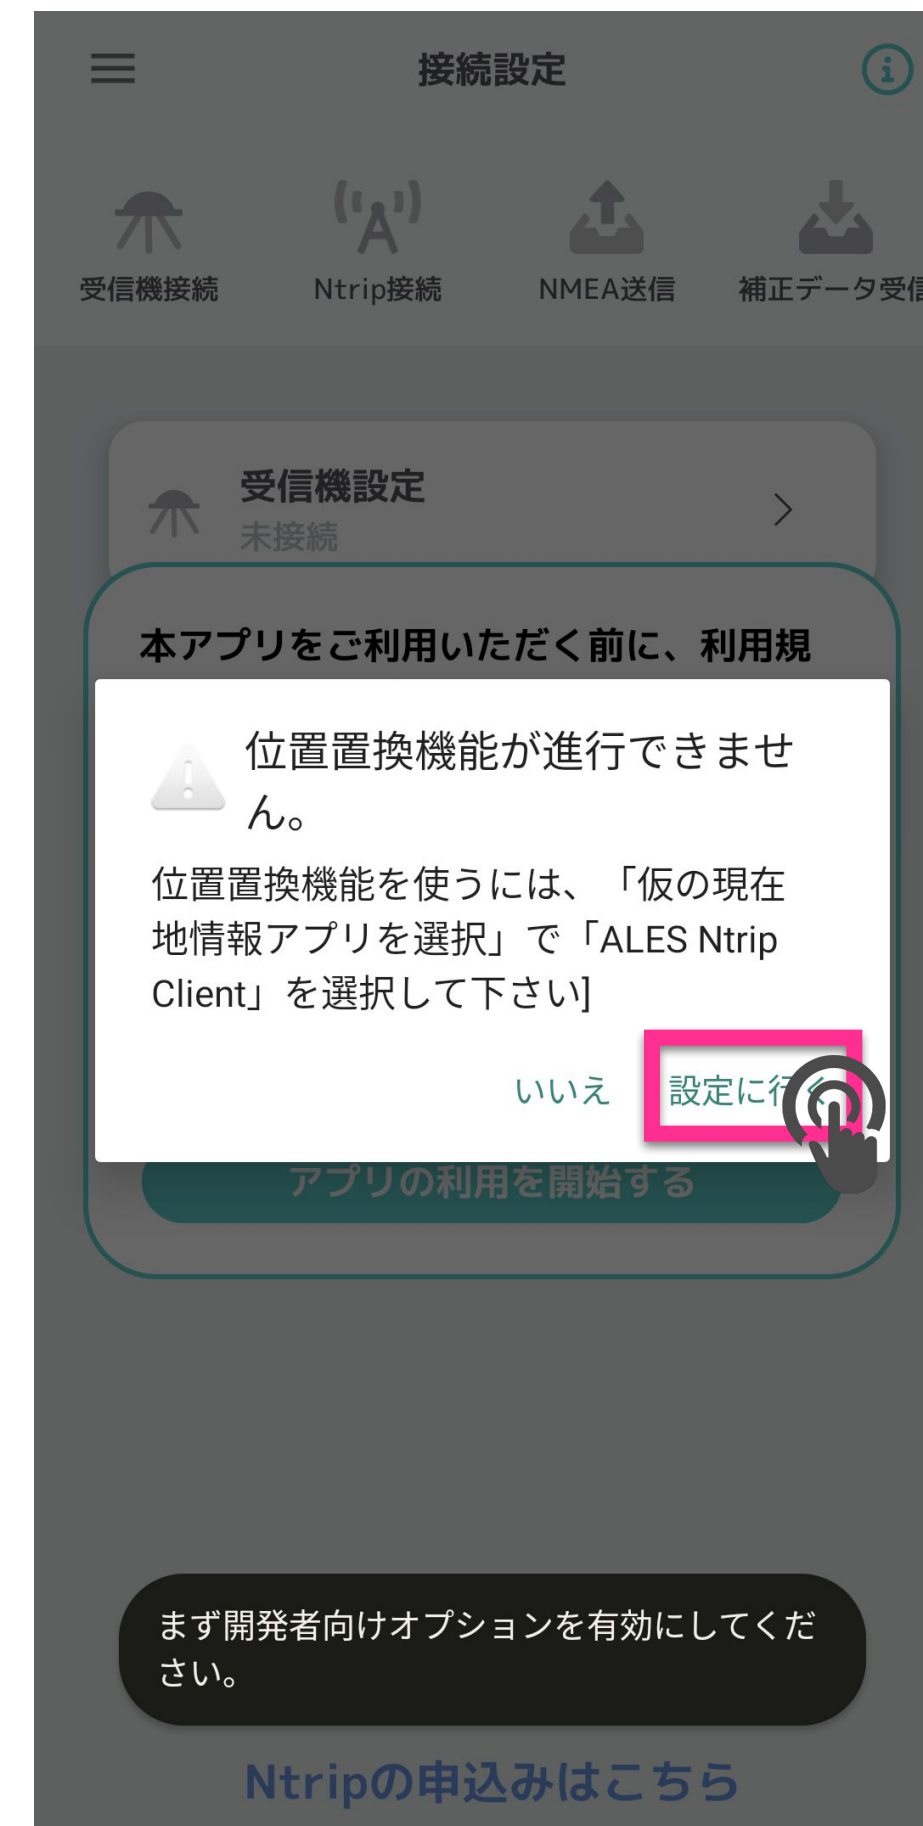 接続設定
受信機接続
Ntrip接続
NMEA送信
補正データ受信
受信機設定
未接続
本アプリをご利用いただく前に、利用規
位置置換機能が進行できませ
ん。
位置置換機能を使うには、「仮の現在
地情報アプリを選択」で「ALES Ntrip
Client」を選択して下さい]
いいえ
設定に行く
アプリの利用を開始する
まず開発者向けオプションを有効にしてくだ
さい。
Ntripの申込みはこちら